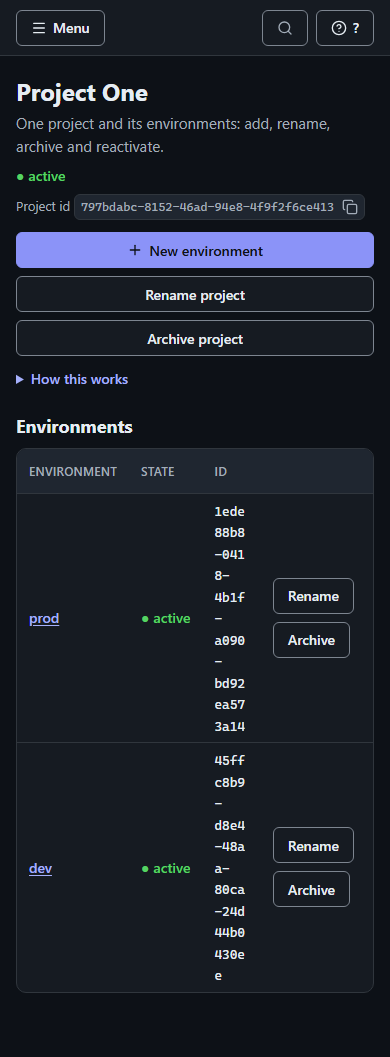 Menu
?
Project One
One project and its environments: add, rename,
archive and reactivate.
active
Project id 797bdabc-8152-46ad-94e8-4f9f2f6ce413
New environment
Rename project
Archive project
How this works
Environments
ENVIRONMENT STATE ID
prod active
1ede
88b8
-041
8-
4b1f
-
a090
-
bd92
ea57
3a14
Rename
Archive
dev active
45ff
c8b9
-
d8e4
-48a
a-
80ca
-24d
44b0
430e
e
Rename
Archive